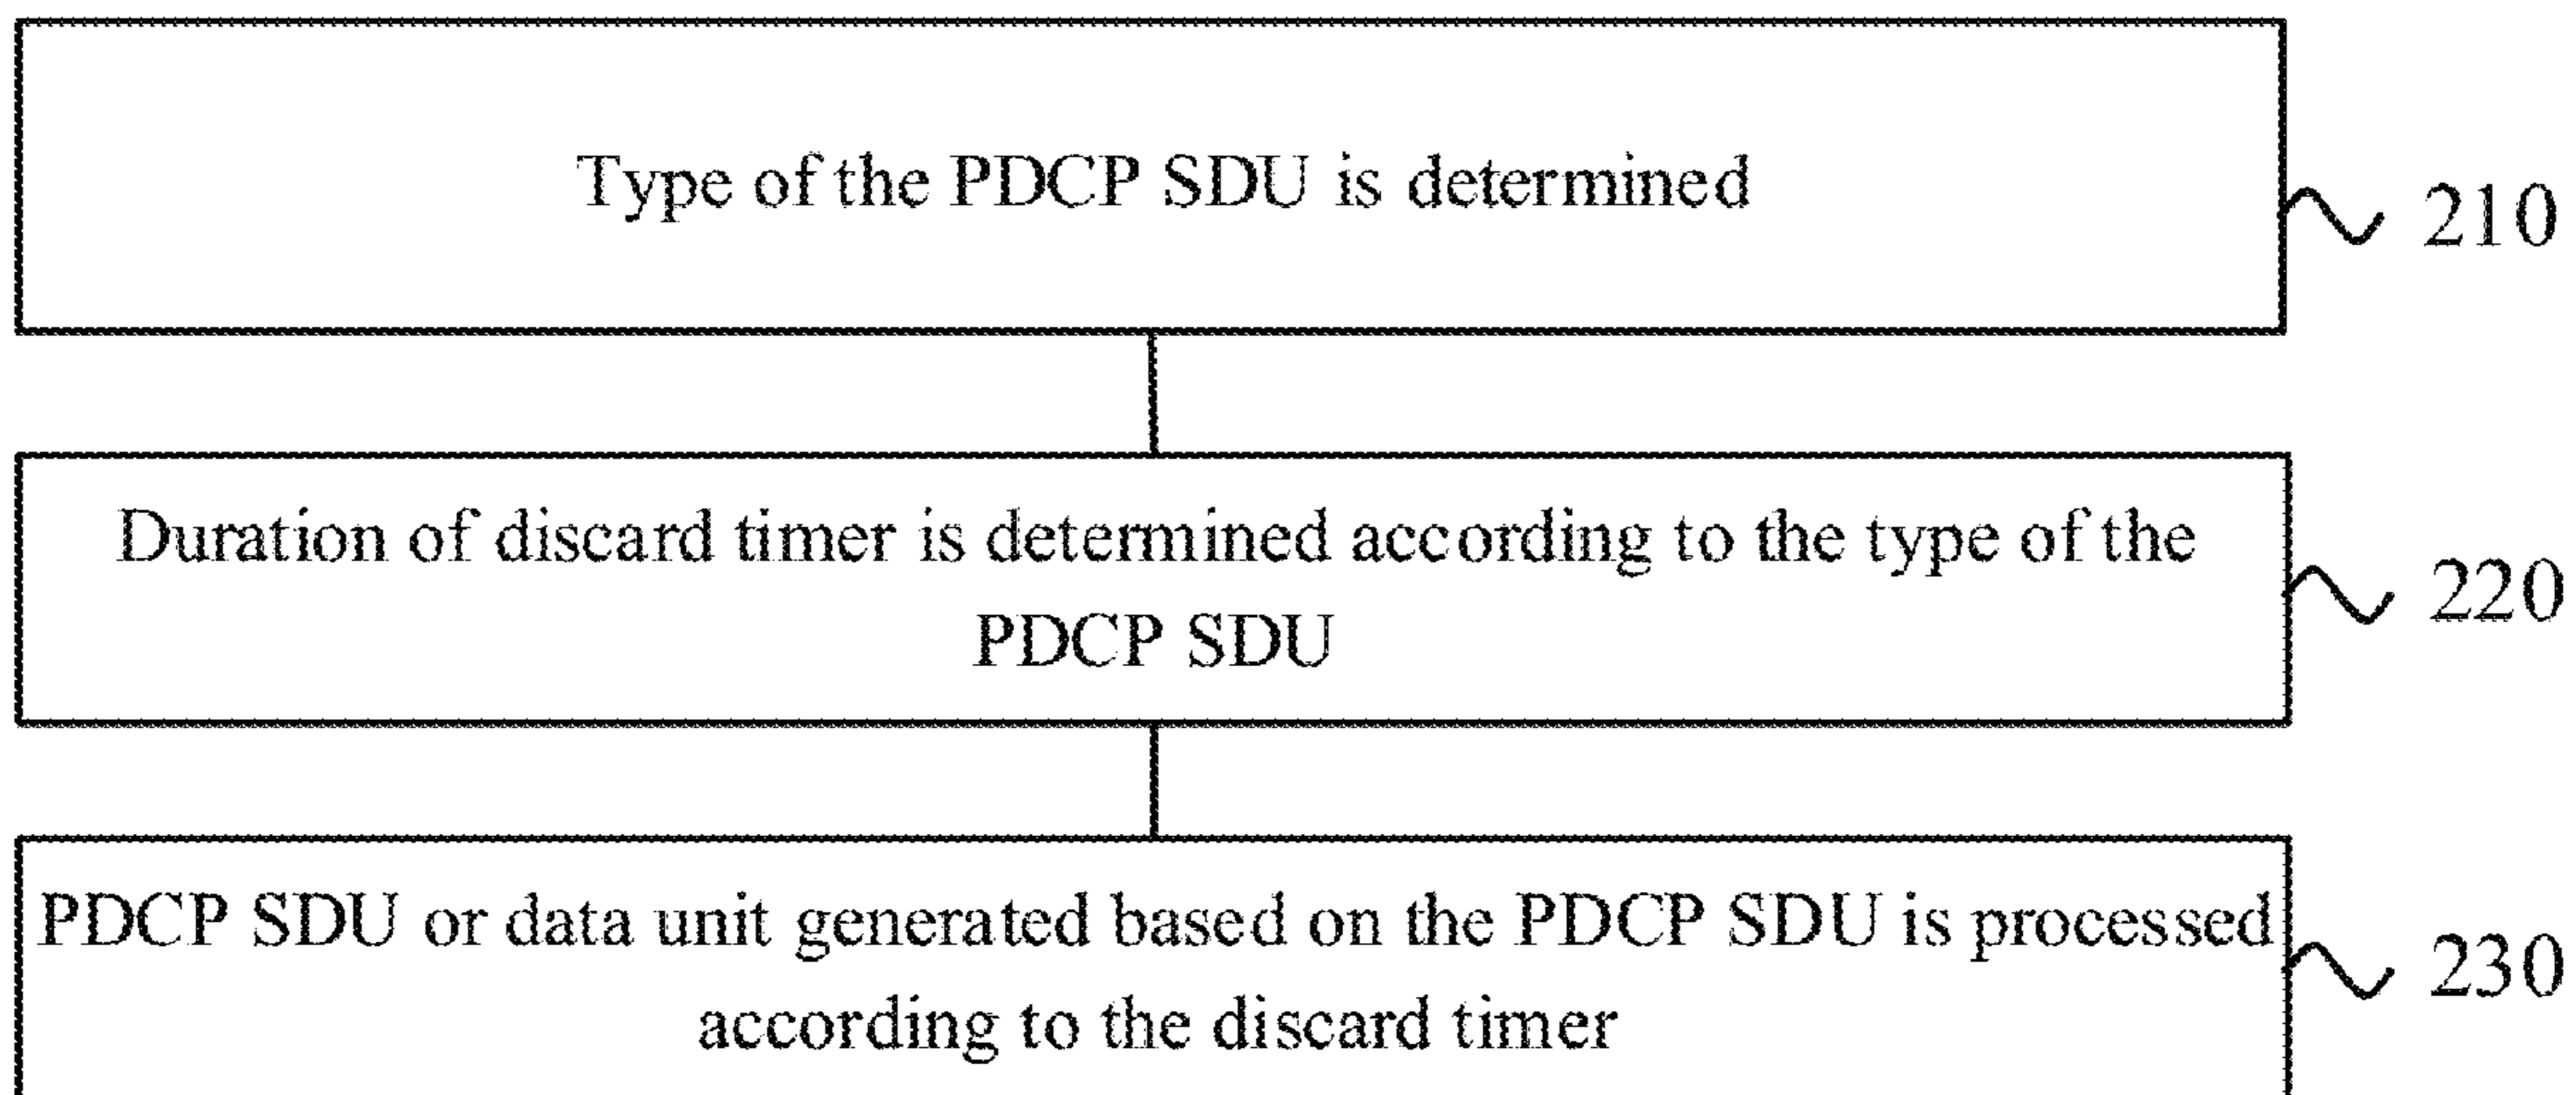 Type of the PDCP SDU is determined
210
Duration of discard timer is determined according to the type of the
PDCP SDU
220
PDCP SDU or data unit generated based on the PDCP SDU is processed
according to the discard timer
230